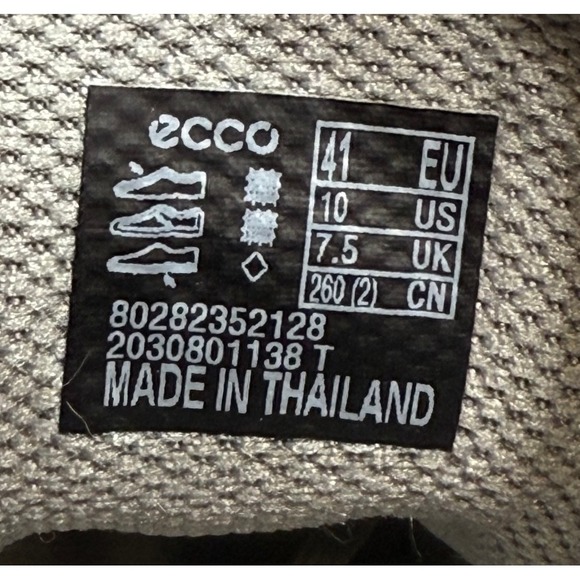 ecco
41 EU
10 US
7.5 UK
260 (2) CN
80282352128
2030801138 T
MADE IN THAILAND